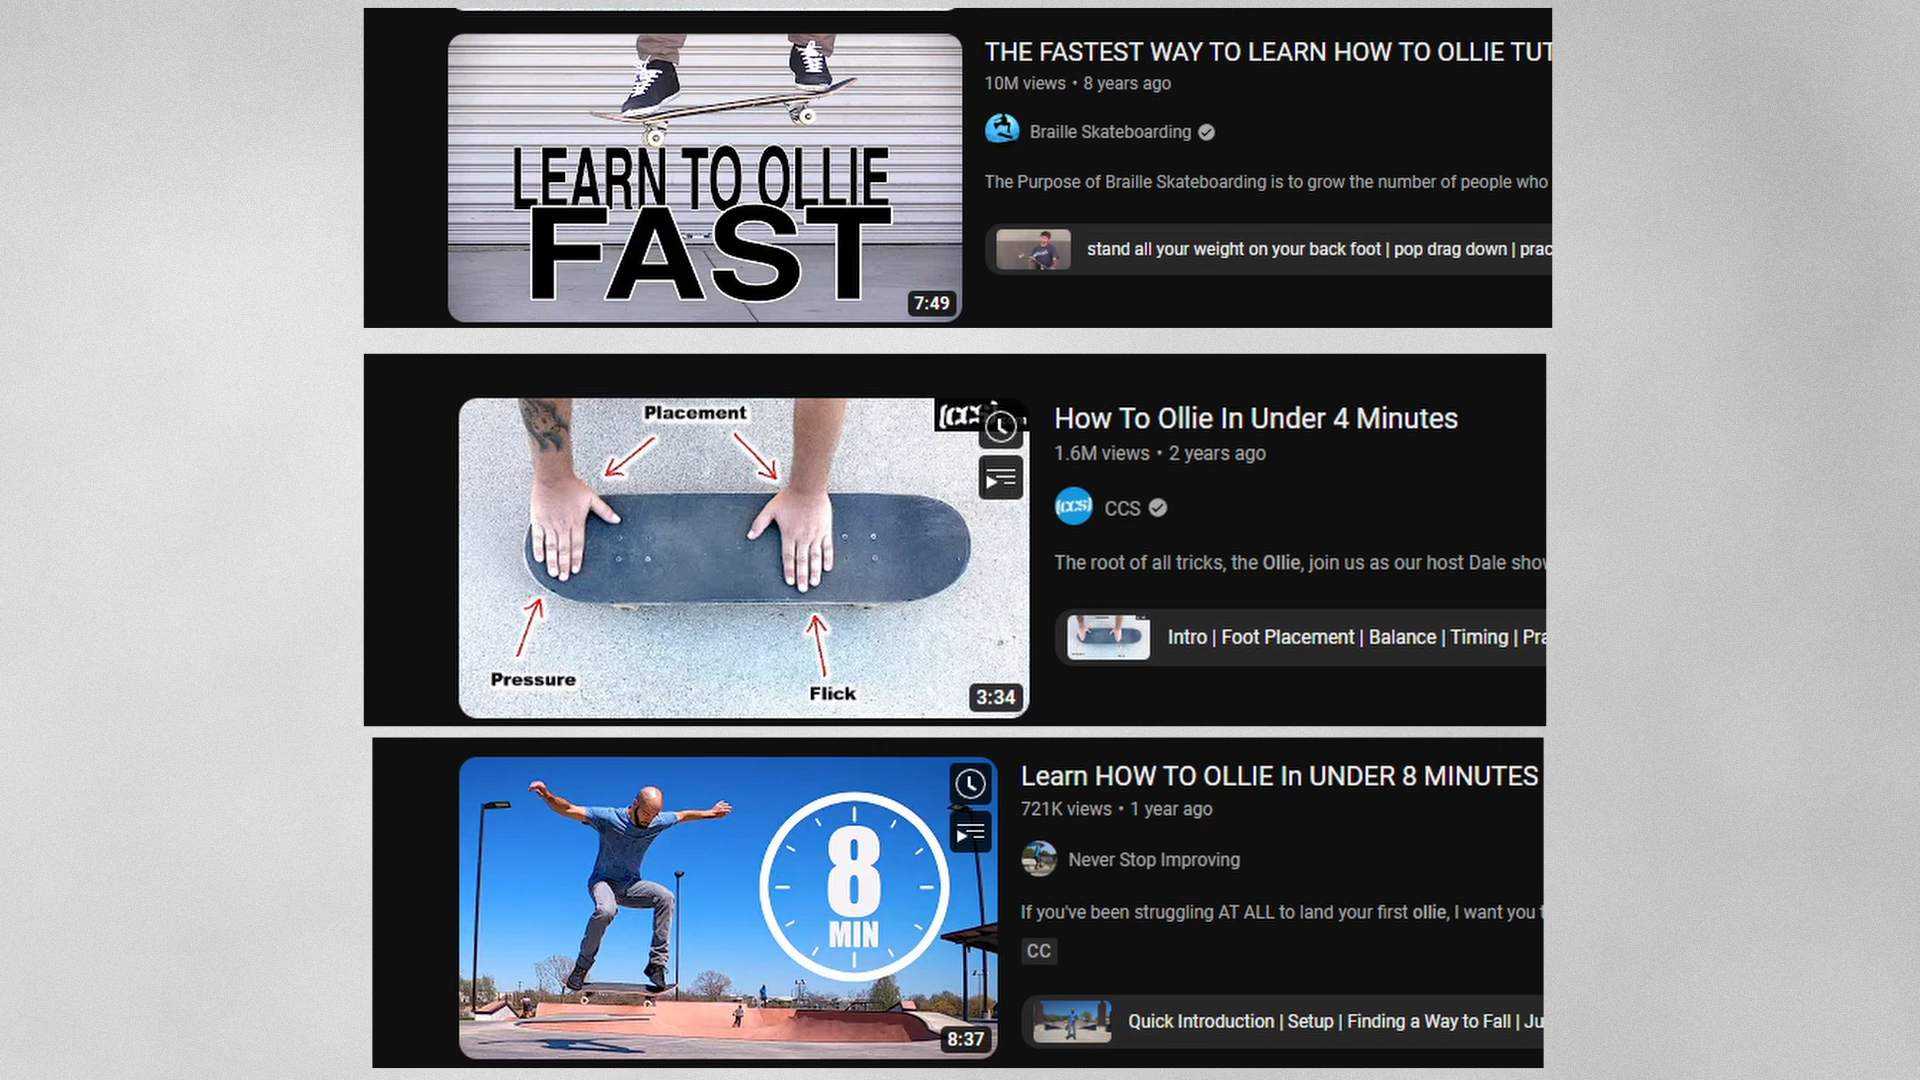 THE FASTEST WAY TO LEARN HOW TO OLLIE TUT
10M views • 8 years ago
Braille Skateboarding
The Purpose of Braille Skateboarding is to grow the number of people who
stand all your weight on your back foot | pop drag down | prac
LEARN TO OLLIE
FAST
7:49
Placement
(CCS)
Pressure
Flick
3:34
How To Ollie In Under 4 Minutes
1.6M views • 2 years ago
(CCS)
CCS
The root of all tricks, the Ollie, join us as our host Dale show
Intro | Foot Placement | Balance | Timing | Pra
8
MIN
8:37
Learn HOW TO OLLIE In UNDER 8 MINUTES
721K views • 1 year ago
Never Stop Improving
If you've been struggling AT ALL to land your first ollie, I want you t
CC
Quick Introduction | Setup | Finding a Way to Fall | Ju